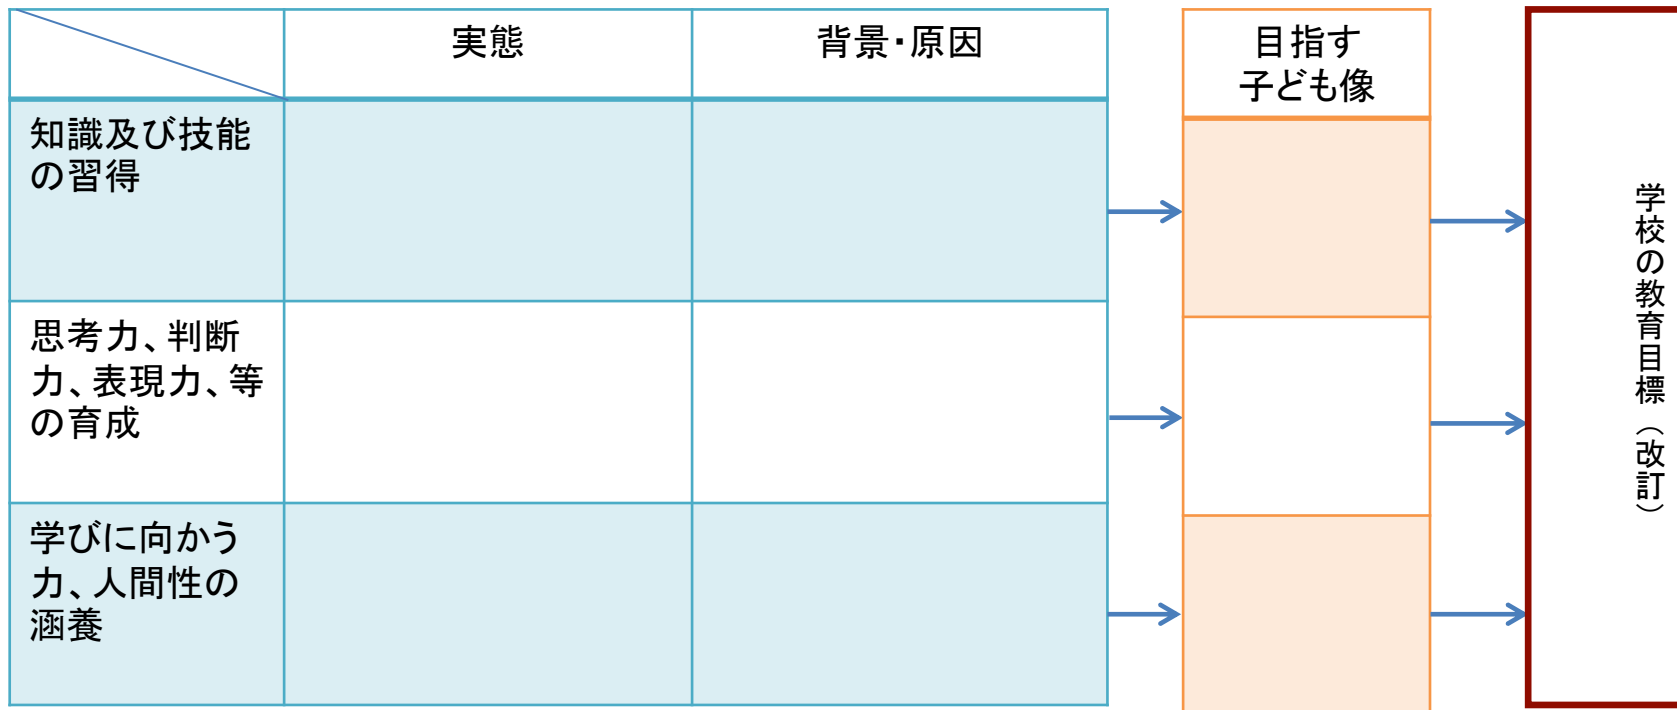 実態
背景・原因
目指す
子ども像
知識及び技能
の習得
思考力、判断
力、表現力、等
の育成
学びに向かう
力、人間性の
涵養
学校の教育目標（改訂）